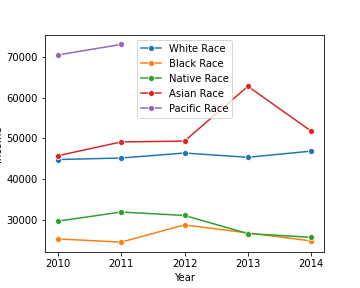 70000
60000
50000
40000
30000
White Race
Black Race
Native Race
Asian Race
Pacific Race
2010 2011 2012 2013 2014
Year